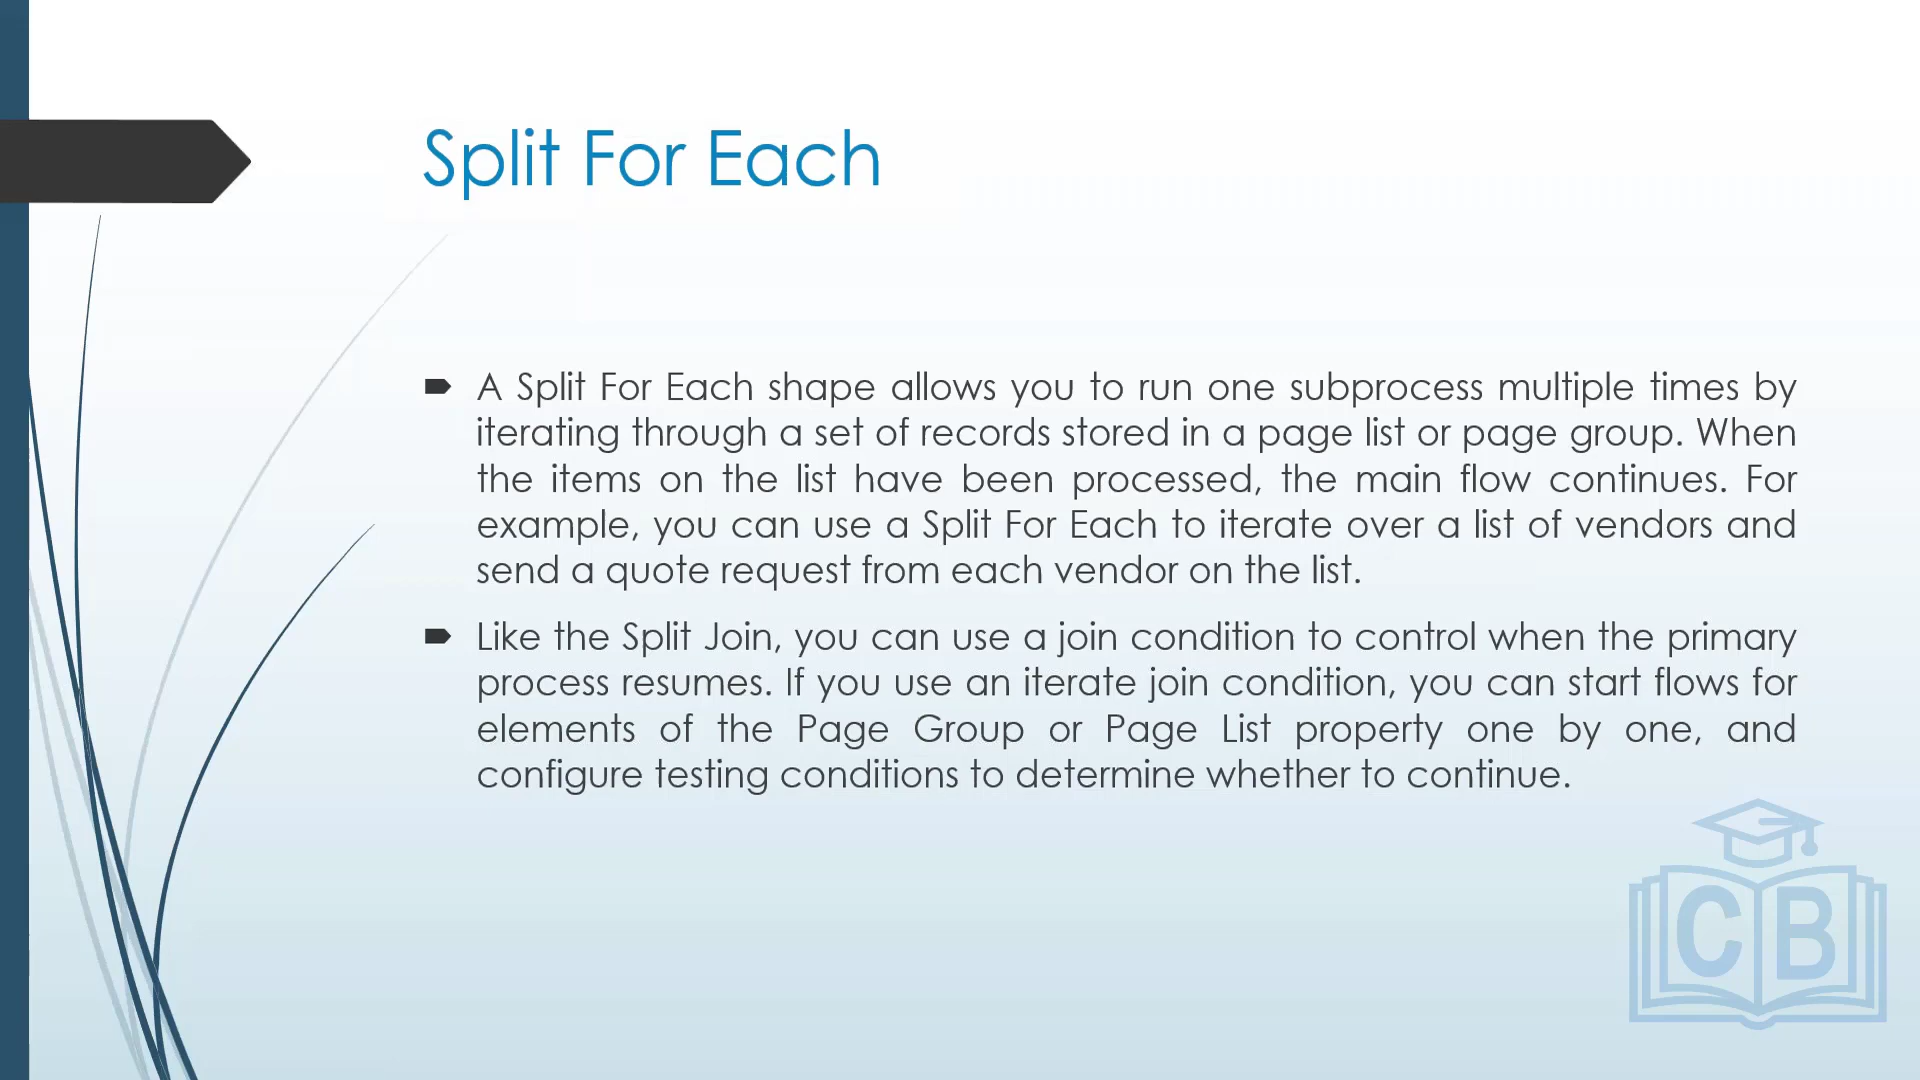 Split For Each
A Split For Each shape allows you to run one subprocess multiple times by
iterating through a set of records stored in a page list or page group. When
the items on the list have been processed, the main flow continues. For
example, you can use a Split For Each to iterate over a list of vendors and
send a quote request from each vendor on the list.
Like the Split Join, you can use a join condition to control when the primary
process resumes. If you use an iterate join condition, you can start flows for
elements of the Page Group or Page List property one by one, and
configure testing conditions to determine whether to continue.
CB